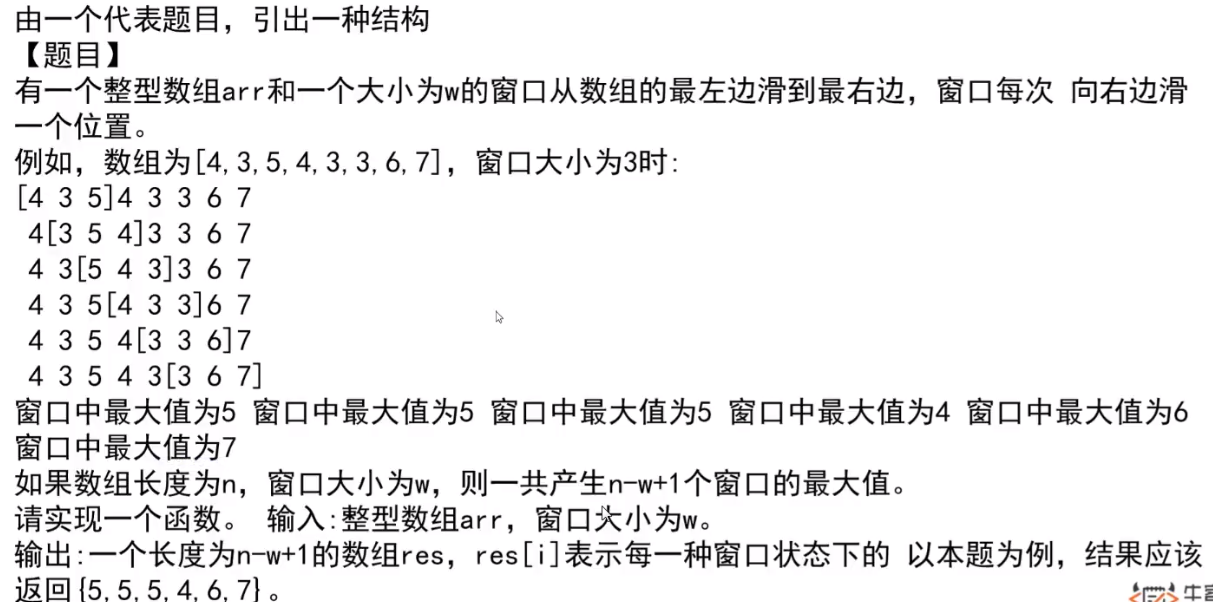 由一个代表题目，引出一种结构
【题目】
有一个整型数组arr和一个大小为w的窗口从数组的最左边滑到最右边，窗口每次 向右边滑
一个位置。
例如，数组为[4,3,5,4,3,3,6,7]，窗口大小为3时:
[4 3 5]4 3 3 6 7
4[3 5 4]3 3 6 7
4 3[5 4 3]3 6 7
4 3 5[4 3 3]6 7
4 3 5 4[3 3 6]7
4 3 5 4 3[3 6 7]
窗口中最大值为5 窗口中最大值为5 窗口中最大值为5 窗口中最大值为4 窗口中最大值为6
窗口中最大值为7
如果数组长度为n，窗口大小为w，则一共产生n-w+1个窗口的最大值。
请实现一个函数。 输入:整型数组arr，窗口大小为w。
输出:一个长度为n-w+1的数组res，res[i]表示每一种窗口状态下的 以本题为例，结果应该
返回{5,5,5,4,6,7}。
牛